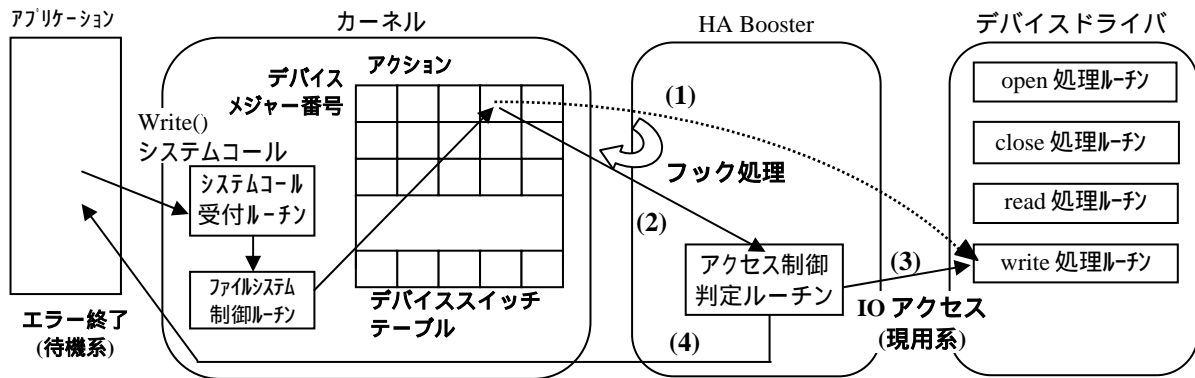 アプリケーション
カーネル
HA Booster
デバイスドライバ
アクション
デバイス
メジャー番号
(1)
open 処理ルーチン
Write()
システムコール
close 処理ルーチン
フック処理
システムコール
受付ルーチン
read 処理ルーチン
(2)
アクセス制御
判定ルーチン
(3)
write 処理ルーチン
ファイルシステム
制御ルーチン
デバイススイッチ
テーブル
IO アクセス
(現用系)
エラー終了
(待機系)
(4)